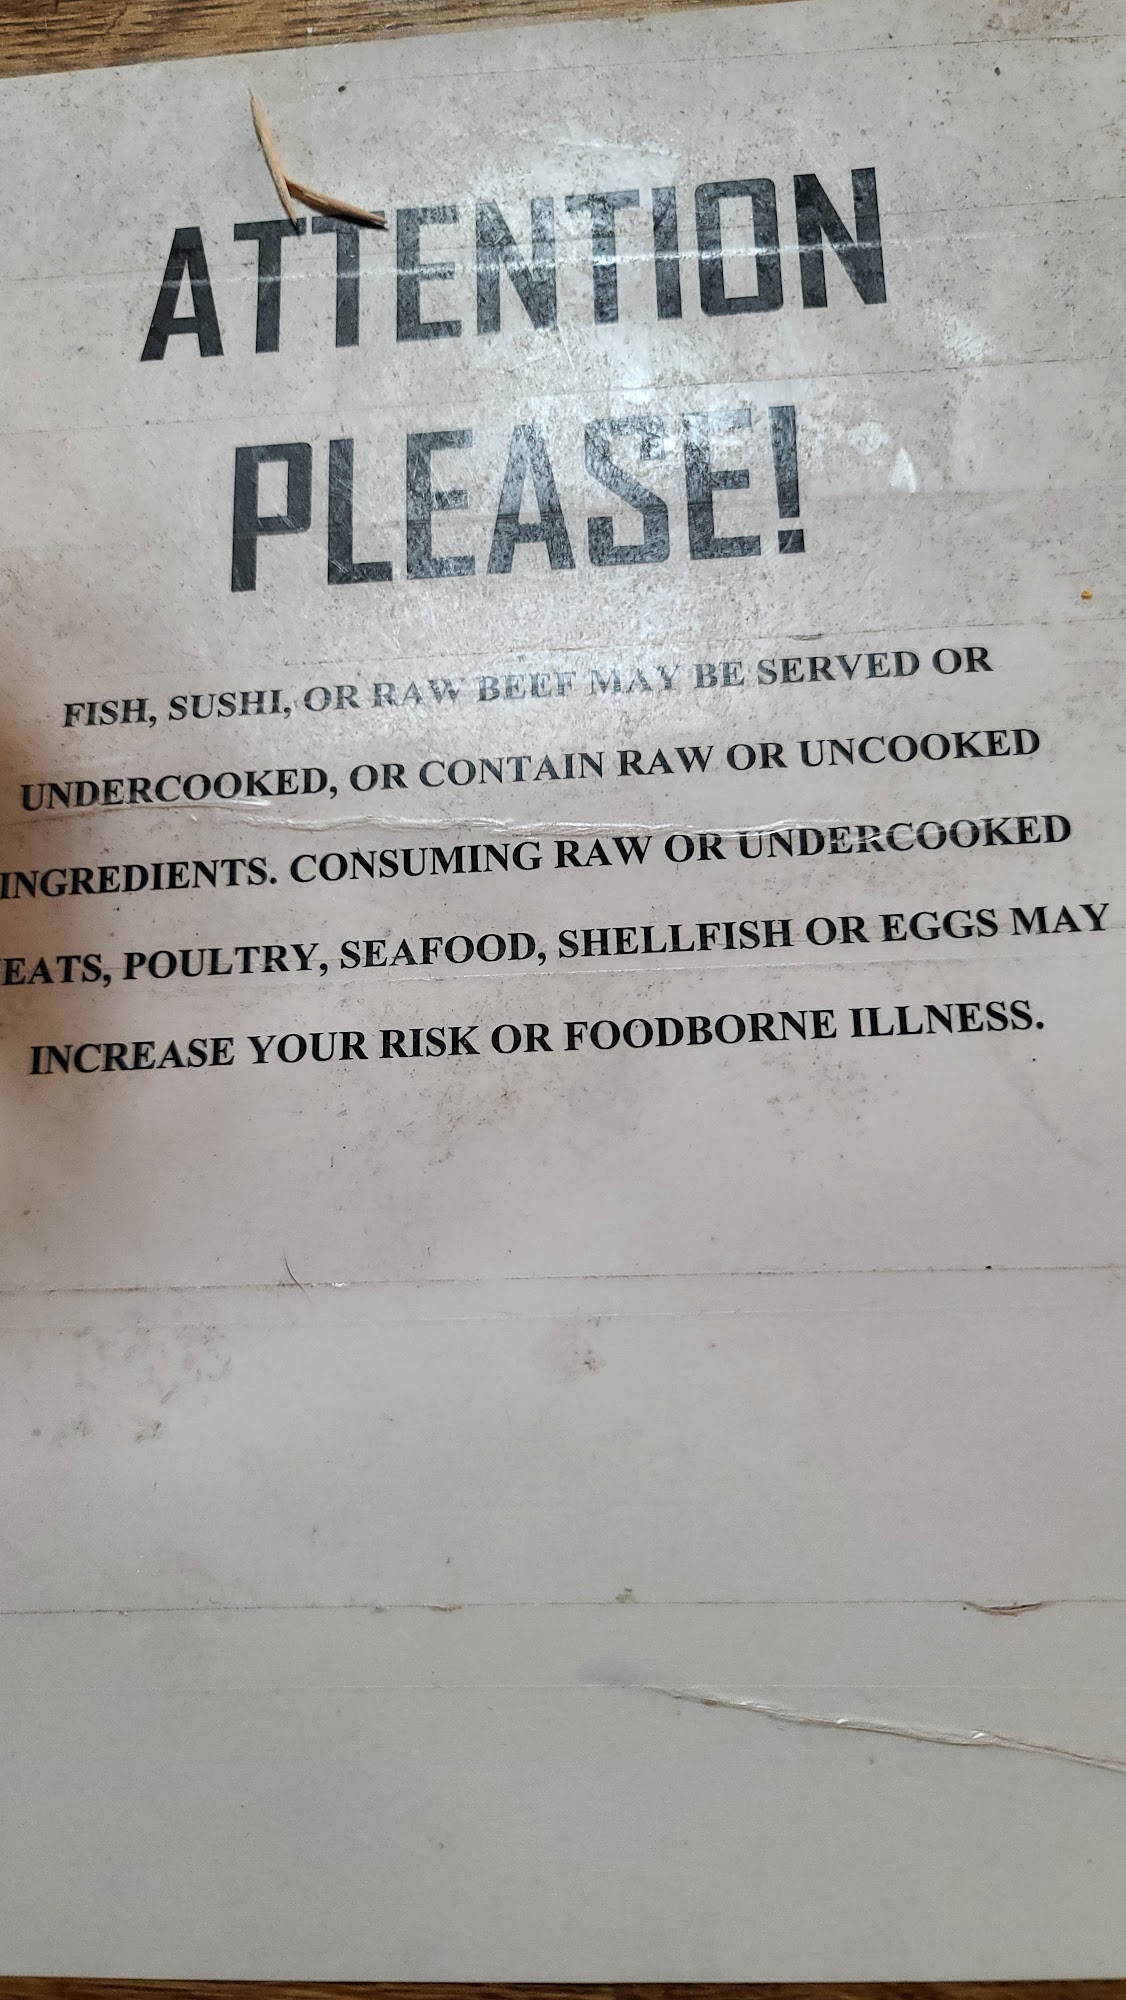 ATTENTION
PLEASE!
FISH, SUSHI, OR RAW BEEF MAY BE SERVED OR
UNDERCOOKED, OR CONTAIN RAW OR UNCOOKED
INGREDIENTS. CONSUMING RAW OR UNDERCOOKED
EATS, POULTRY, SEAFOOD, SHELLFISH OR EGGS MAY
INCREASE YOUR RISK OR FOODBORNE ILLNESS.